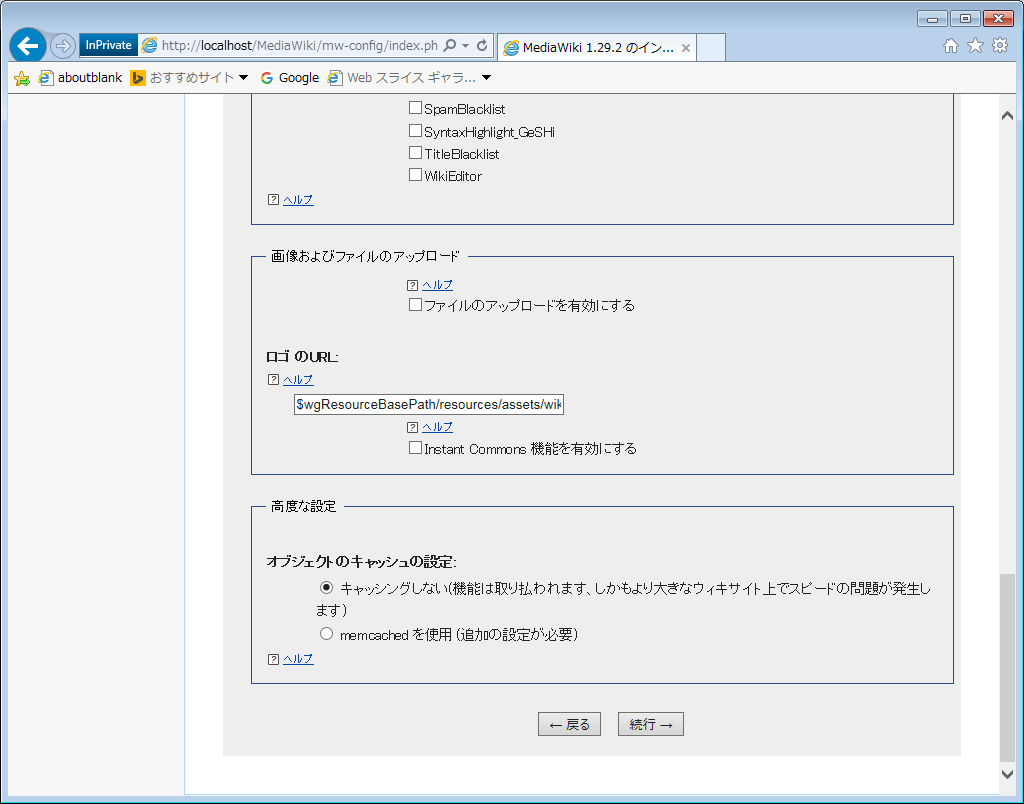 InPrivate
http://localhost/MediaWiki/mw-config/index.ph
MediaWiki 1.29.2 のイン...
aboutblank
おすすめサイト
Google
Web スライス ギャラ...
SpamBlacklist
SyntaxHighlight_GeSHi
TitleBlacklist
WikiEditor
ヘルプ
画像およびファイルのアップロード
ヘルプ
ファイルのアップロードを有効にする
ロゴ のURL:
ヘルプ
$wgResourceBasePath/resources/assets/wik
ヘルプ
Instant Commons 機能を有効にする
高度な設定
オブジェクトのキャッシュの設定:
キャッシングしない(機能は取り払われます、しかもより大きなウィキサイト上でスピードの問題が発生し
ます)
memcached を使用 (追加の設定が必要)
ヘルプ
← 戻る
続行 →